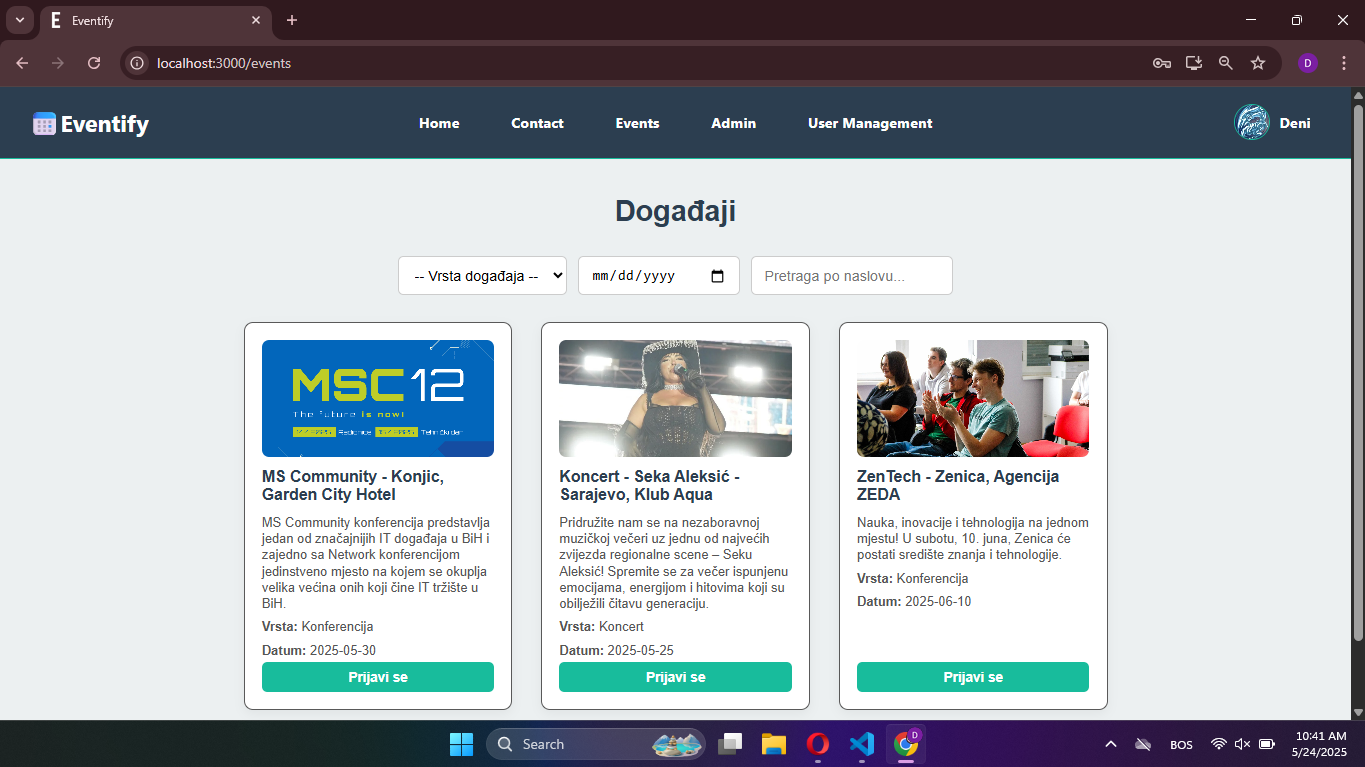 Eventify
localhost:3000/events
D
Eventify
Home
Contact
Events
Admin
User Management
Deni
Događaji
-- Vrsta događaja --
mm/dd/yyyy
Pretraga po naslovu...
MSC12
The future is now!
Radionice
Tehnički dan
MS Community - Konjic,
Garden City Hotel
MS Community konferencija predstavlja
jedan od značajnijih IT događaja u BiH i
zajedno sa Network konferencijom
jedinstveno mjesto na kojem se okuplja
velika većina onih koji čine IT tržište u
BiH.
Vrsta: Konferencija
Datum: 2025-05-30
Prijavi se
Koncert - Seka Aleksić -
Sarajevo, Klub Aqua
Pridružite nam se na nezaboravnoj
muzičkoj večeri uz jednu od najvećih
zvijezda regionalne scene – Seku
Aleksić! Spremite se za večer ispunjenu
emocijama, energijom i hitovima koji su
obilježili čitavu generaciju.
Vrsta: Koncert
Datum: 2025-05-25
Prijavi se
ZenTech - Zenica, Agencija
ZEDA
Nauka, inovacije i tehnologija na jednom
mjestu! U subotu, 10. juna, Zenica će
postati središte znanja i tehnologije.
Vrsta: Konferencija
Datum: 2025-06-10
Prijavi se
Search
D
BOS
10:41 AM
5/24/2025